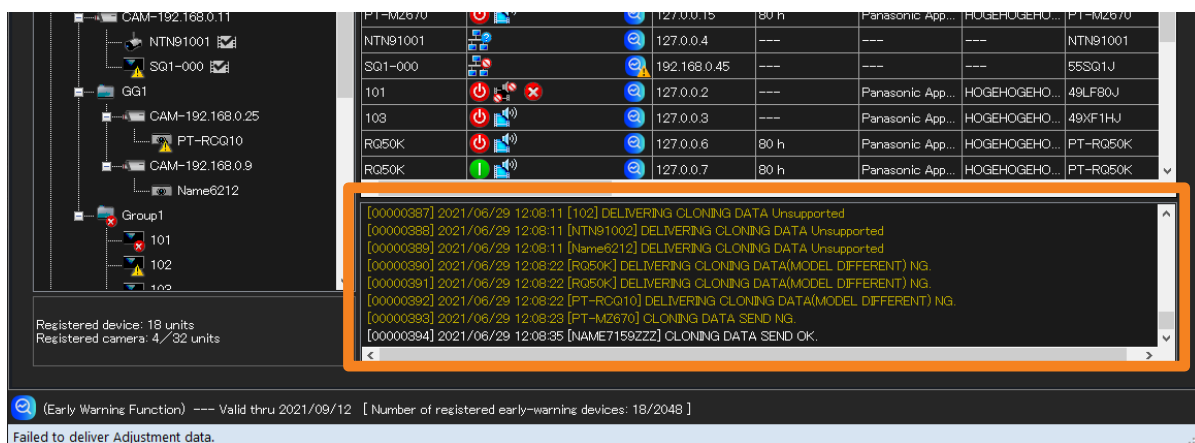 CAM-192.168.0.11
NTN91001
SQ1-000
GG1
CAM-192.168.0.25
PT-RCQ10
CAM-192.168.0.9
Name6212
Group1
101
102
103
Registered device: 18 units
Registered camera: 4/32 units
PT-MZ670 127.0.0.15 80 h Panasonic App... HOGEHOGEHO... PT-MZ670
NTN91001 127.0.0.4 --- --- --- NTN91001
SQ1-000 192.168.0.45 --- --- --- 55SQ1J
101 127.0.0.2 --- Panasonic App... HOGEHOGEHO... 49LF80J
103 127.0.0.3 --- Panasonic App... HOGEHOGEHO... 49XF1HJ
RQ50K 127.0.0.6 80 h Panasonic App... HOGEHOGEHO... PT-RQ50K
RQ50K 127.0.0.7 80 h Panasonic App... HOGEHOGEHO... PT-RQ50K
[00000387] 2021/06/29 12:08:11 [102] DELIVERING CLONING DATA Unsupported
[00000388] 2021/06/29 12:08:11 [NTN91002] DELIVERING CLONING DATA Unsupported
[00000389] 2021/06/29 12:08:11 [Name6212] DELIVERING CLONING DATA Unsupported
[00000390] 2021/06/29 12:08:22 [RQ50K] DELIVERING CLONING DATA(MODEL DIFFERENT) NG.
[00000391] 2021/06/29 12:08:22 [RQ50K] DELIVERING CLONING DATA(MODEL DIFFERENT) NG.
[00000392] 2021/06/29 12:08:22 [PT-RCQ10] DELIVERING CLONING DATA(MODEL DIFFERENT) NG.
[00000393] 2021/06/29 12:08:23 [PT-MZ670] CLONING DATA SEND NG.
[00000394] 2021/06/29 12:08:35 [NAME7159ZZZ] CLONING DATA SEND OK.
(Early Warning Function) --- Valid thru 2021/09/12 [ Number of registered early-warning devices: 18/2048 ]
Failed to deliver Adjustment data.